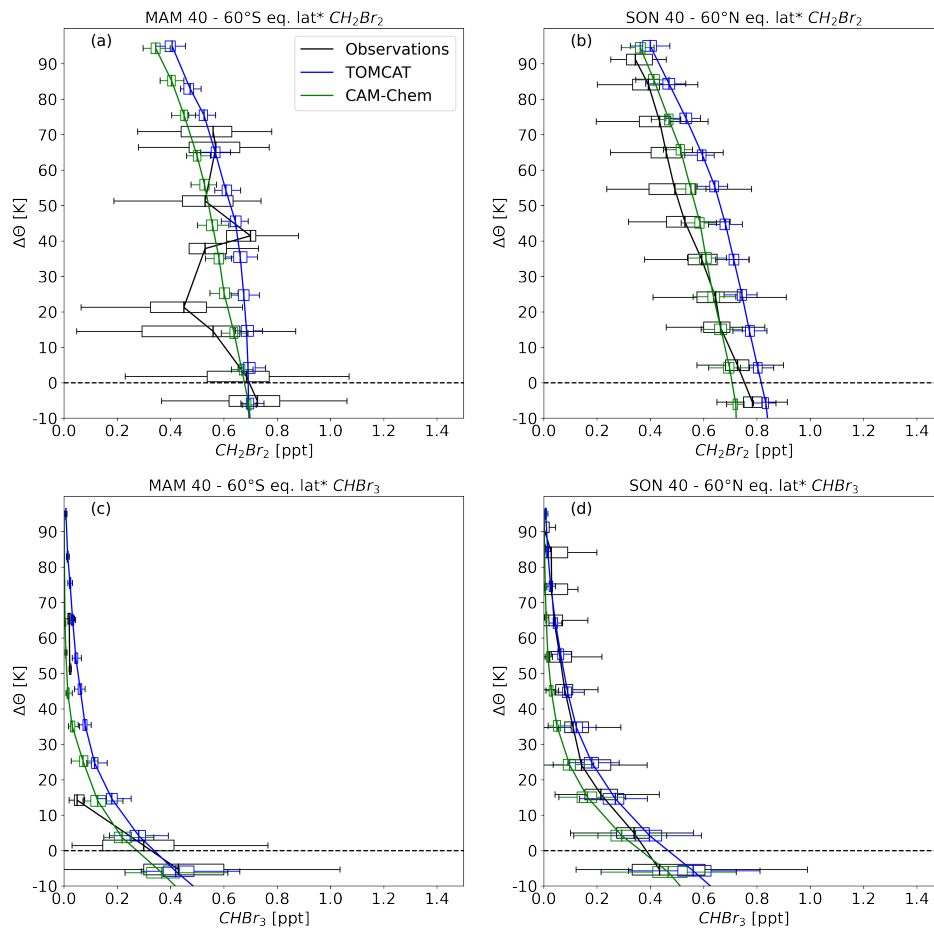 MAM 40 - 60°S eq. lat* CH₂Br₂
(a)
Observations
TOMCAT
CAM-Chem
90
80
70
60
50
40
30
20
10
0
-10
ΔΘ [K]
0.0 0.2 0.4 0.6 0.8 1.0 1.2 1.4
CH₂Br₂ [ppt]
SON 40 - 60°N eq. lat* CH₂Br₂
(b)
90
80
70
60
50
40
30
20
10
0
-10
ΔΘ [K]
0.0 0.2 0.4 0.6 0.8 1.0 1.2 1.4
CH₂Br₂ [ppt]
MAM 40 - 60°S eq. lat* CHBr₃
(c)
90
80
70
60
50
40
30
20
10
0
-10
ΔΘ [K]
0.0 0.2 0.4 0.6 0.8 1.0 1.2 1.4
CHBr₃ [ppt]
SON 40 - 60°N eq. lat* CHBr₃
(d)
90
80
70
60
50
40
30
20
10
0
-10
ΔΘ [K]
0.0 0.2 0.4 0.6 0.8 1.0 1.2 1.4
CHBr₃ [ppt]